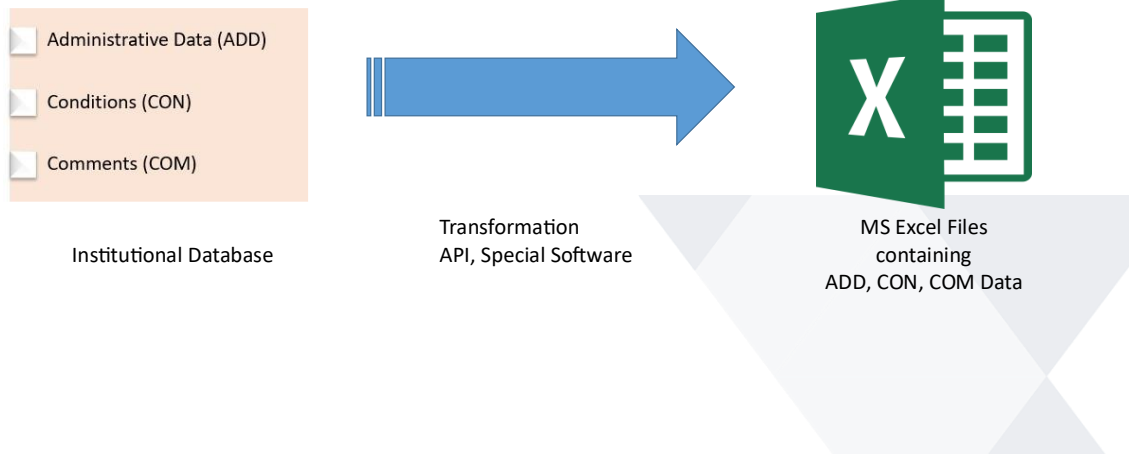 Administrative Data (ADD)
Conditions (CON)
Comments (COM)
Institutional Database
Transformation
API, Special Software
X
MS Excel Files
containing
ADD, CON, COM Data